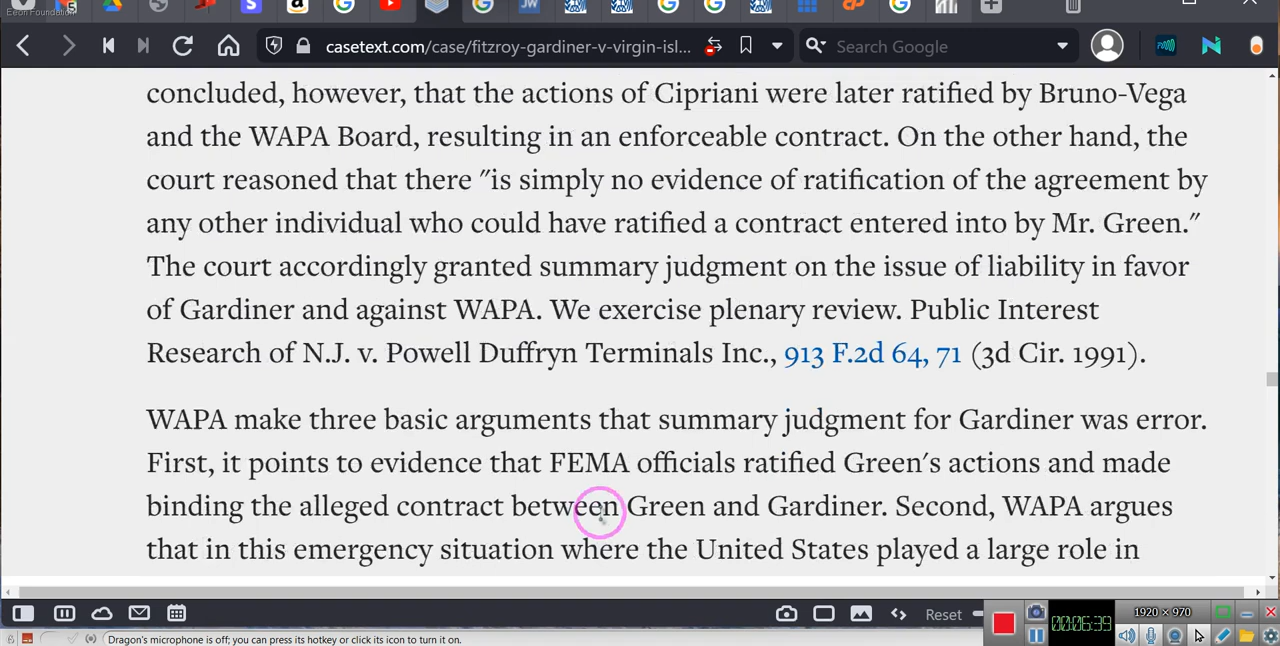 Eeon Foundation
casetext.com/case/fitzroy-gardiner-v-virgin-isl...
Search Google
concluded, however, that the actions of Cipriani were later ratified by Bruno-Vega
and the WAPA Board, resulting in an enforceable contract. On the other hand, the
court reasoned that there "is simply no evidence of ratification of the agreement by
any other individual who could have ratified a contract entered into by Mr. Green."
The court accordingly granted summary judgment on the issue of liability in favor
of Gardiner and against WAPA. We exercise plenary review. Public Interest
Research of N.J. v. Powell Duffryn Terminals Inc., 913 F.2d 64, 71 (3d Cir. 1991).
WAPA make three basic arguments that summary judgment for Gardiner was error.
First, it points to evidence that FEMA officials ratified Green's actions and made
binding the alleged contract between Green and Gardiner. Second, WAPA argues
that in this emergency situation where the United States played a large role in
Reset
00:06:39
1920 × 970
Dragon's microphone is off; you can press its hotkey or click its icon to turn it on.